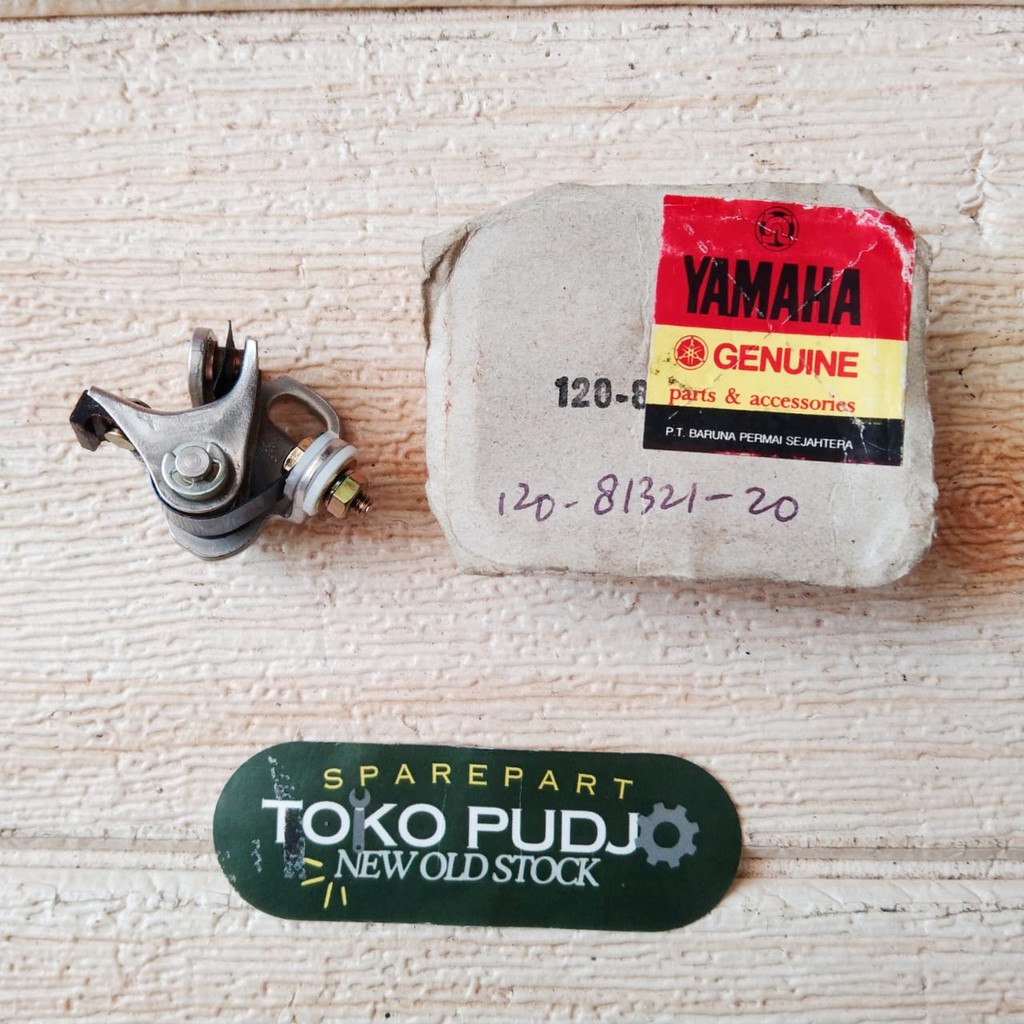 YAMAHA
GENUINE
120-8
parts & accessories
P.T. BARUNA PERMAI SEJAHTERA
120-81321-20
SPAREPART
TOKO PUDJO
NEW OLD STOCK